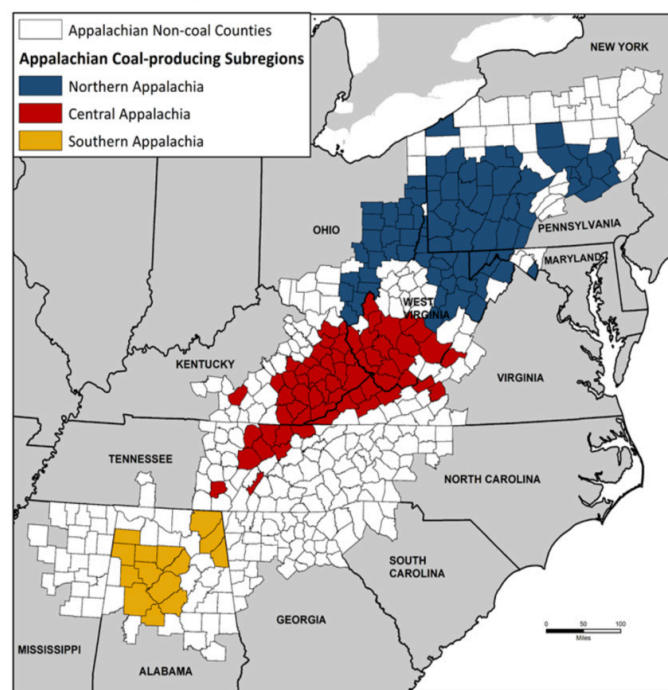 Appalachian Non-coal Counties
Appalachian Coal-producing Subregions
Northern Appalachia
Central Appalachia
Southern Appalachia
NEW YORK
PENNSYLVANIA
OHIO
MARYLAND
WEST
VIRGINIA
KENTUCKY
VIRGINIA
TENNESSEE
NORTH CAROLINA
SOUTH
CAROLINA
GEORGIA
MISSISSIPPI
ALABAMA
0 50 100
Miles